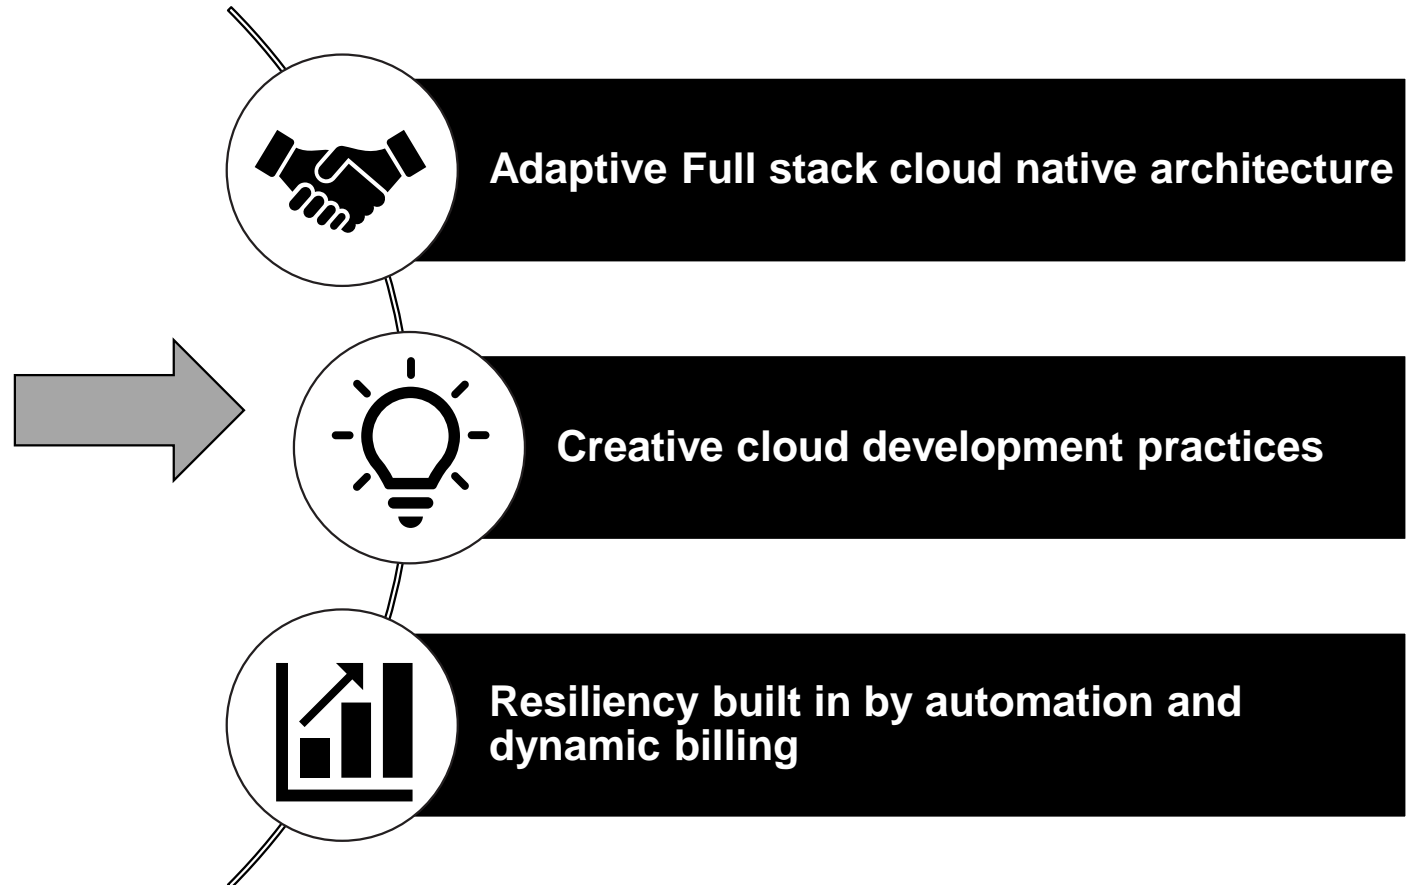 Adaptive Full stack cloud native architecture
Creative cloud development practices
Resiliency built in by automation and
dynamic billing